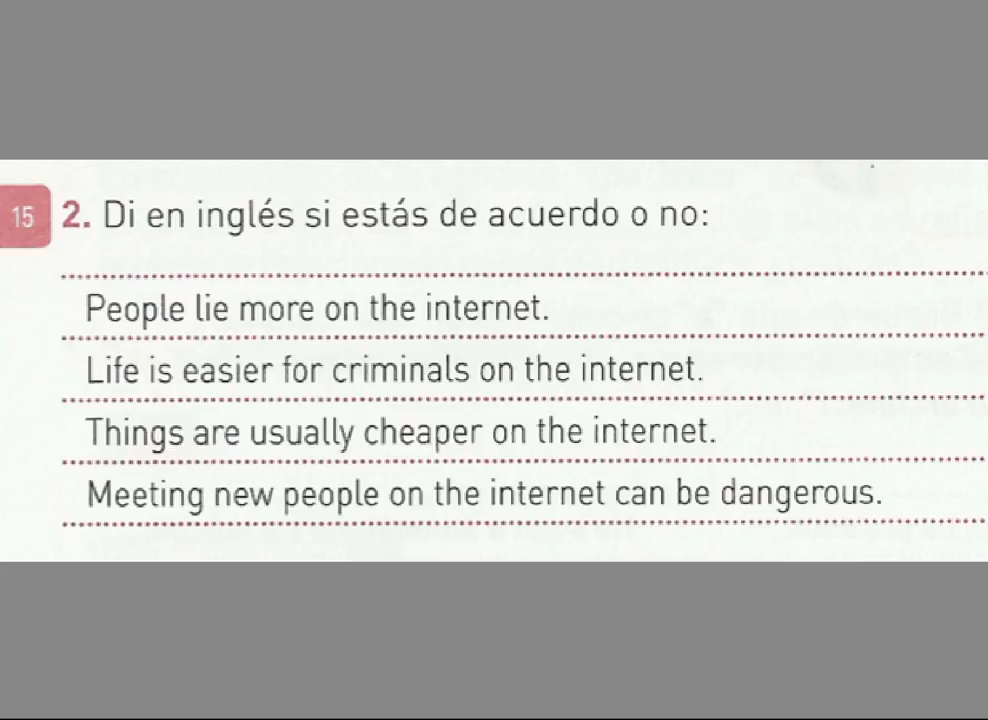 15 2. Di en inglés si estás de acuerdo o no:
People lie more on the internet.
Life is easier for criminals on the internet.
Things are usually cheaper on the internet.
Meeting new people on the internet can be dangerous.